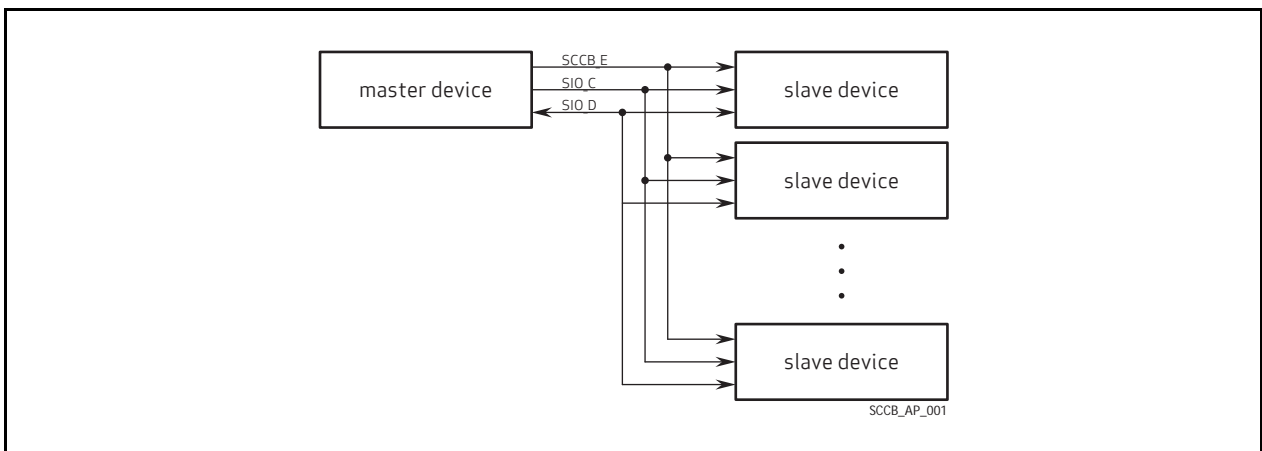 master device
SCCB_E
SIO_C
SIO_D
slave device
slave device
slave device
SCCB_AP_001